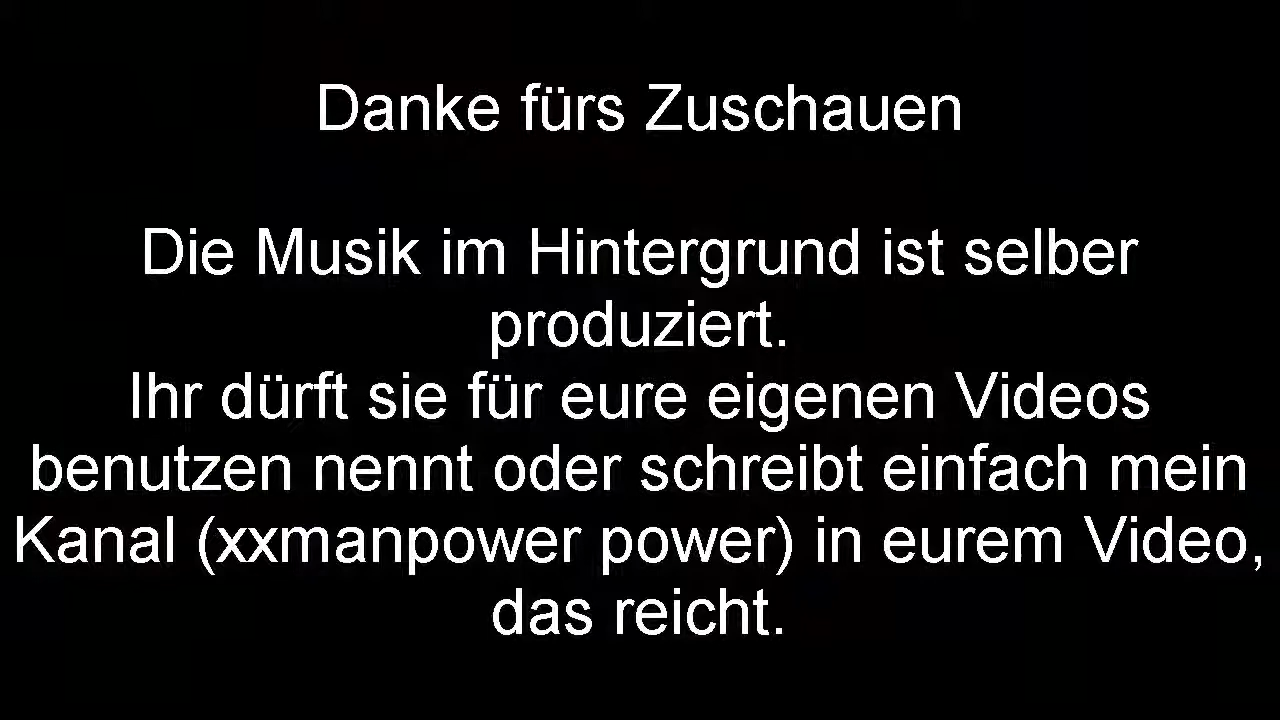 Danke fürs Zuschauen
Die Musik im Hintergrund ist selber
produziert.
Ihr dürft sie für eure eigenen Videos
benutzen nennt oder schreibt einfach mein
Kanal (xxmanpower power) in eurem Video,
das reicht.